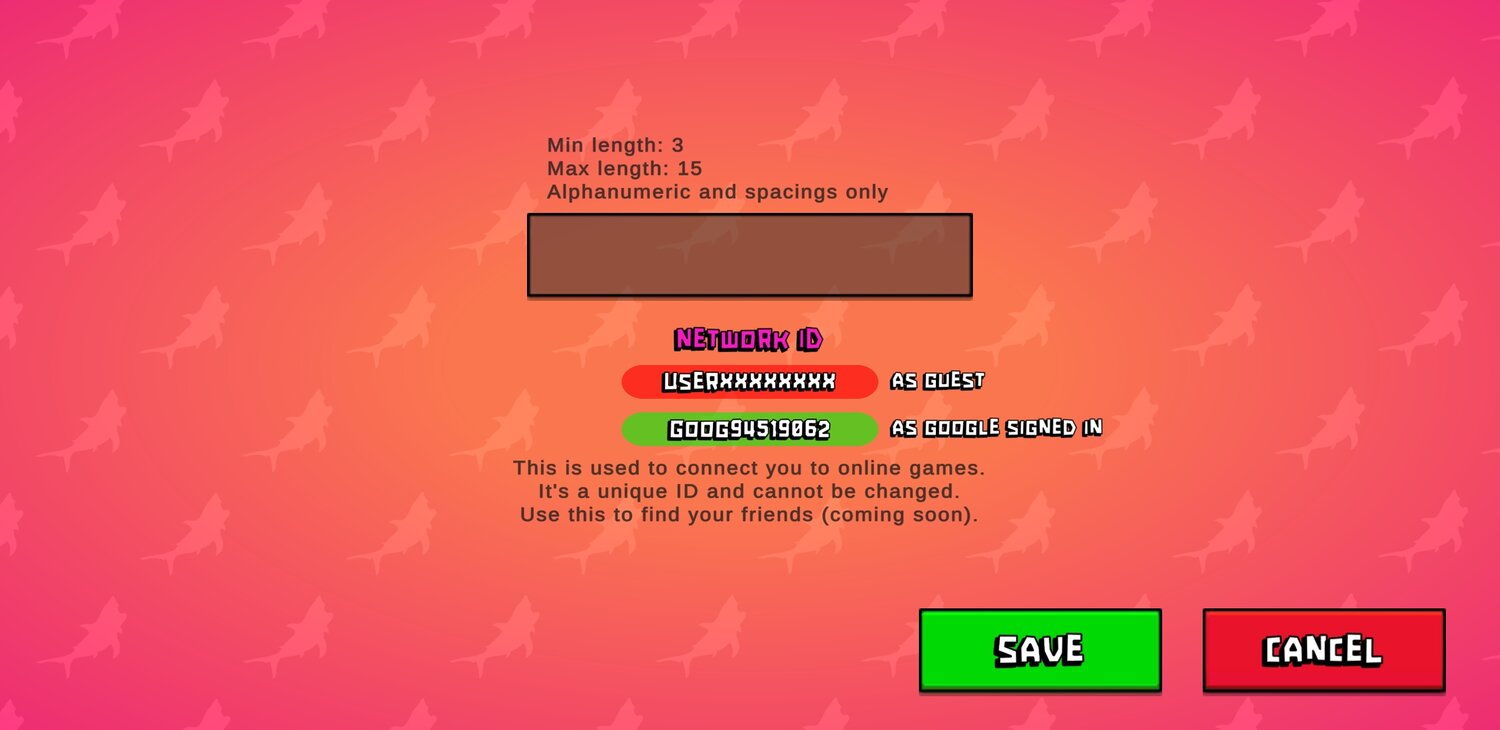 Min length: 3
Max length: 15
Alphanumeric and spacings only
NETWORK ID
USERXXXXXXXXX AS GUEST
GOOG94519062 AS GOOGLE SIGNED IN
This is used to connect you to online games.
It's a unique ID and cannot be changed.
Use this to find your friends (coming soon).
SAVE CANCEL